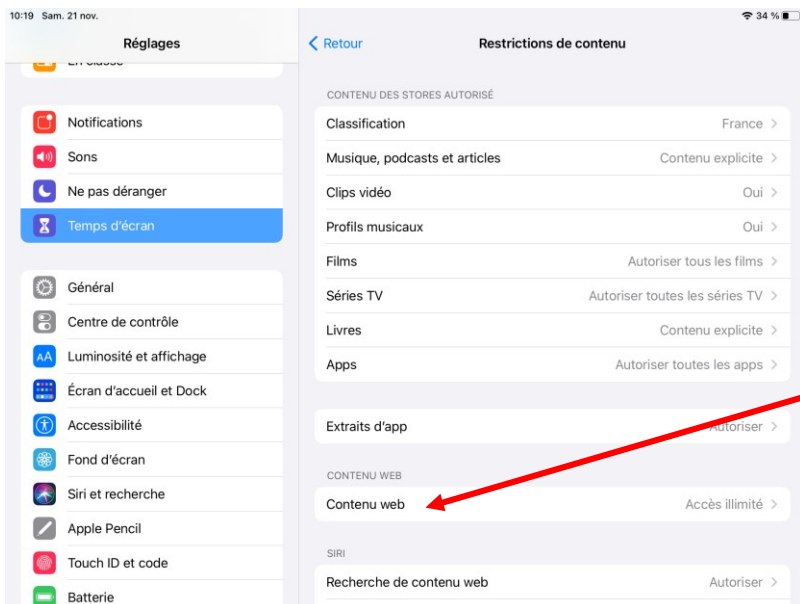 10:19 Sam. 21 nov.
34 %
Réglages
Retour
Restrictions de contenu
En classe
Notifications
Sons
Ne pas déranger
Temps d'écran
Général
Centre de contrôle
AA Luminosité et affichage
Écran d'accueil et Dock
Accessibilité
Fond d'écran
Siri et recherche
Apple Pencil
Touch ID et code
Batterie
CONTENU DES STORES AUTORISÉ
Classification France
Musique, podcasts et articles Contenu explicite
Clips vidéo Oui
Profils musicaux Oui
Films Autoriser tous les films
Séries TV Autoriser toutes les séries TV
Livres Contenu explicite
Apps Autoriser toutes les apps
Extraits d'app Autoriser
CONTENU WEB
Contenu web Accès illimité
SIRI
Recherche de contenu web Autoriser